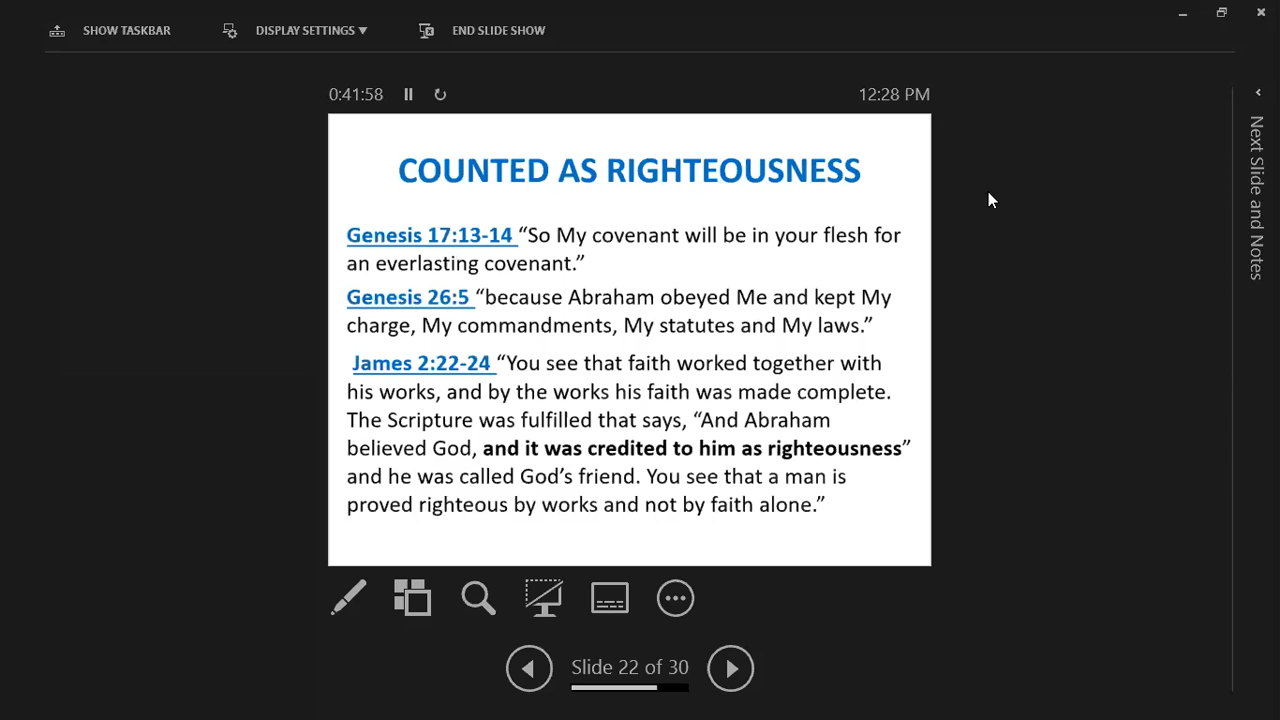 SHOW TASKBAR
DISPLAY SETTINGS
END SLIDE SHOW
0:41:58
12:28 PM
Next Slide and Notes
COUNTED AS RIGHTEOUSNESS
Genesis 17:13-14 “So My covenant will be in your flesh for
an everlasting covenant.”
Genesis 26:5 “because Abraham obeyed Me and kept My
charge, My commandments, My statutes and My laws.”
James 2:22-24 “You see that faith worked together with
his works, and by the works his faith was made complete.
The Scripture was fulfilled that says, “And Abraham
believed God, and it was credited to him as righteousness”
and he was called God’s friend. You see that a man is
proved righteous by works and not by faith alone.”
Slide 22 of 30